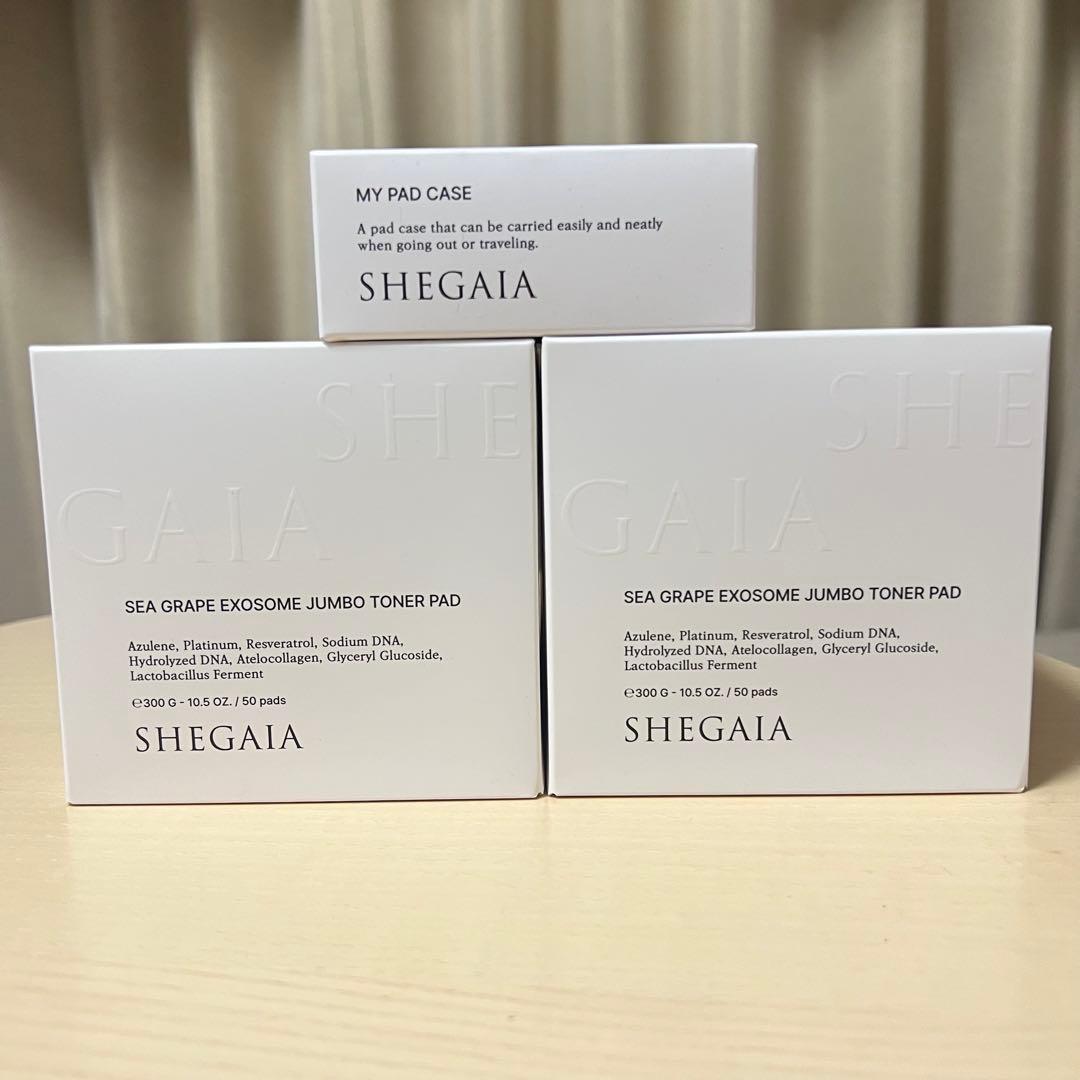 MY PAD CASE
A pad case that can be carried easily and neatly
when going out or traveling.
SHEGAIA
SHE
GAIA
SEA GRAPE EXOSOME JUMBO TONER PAD
Azulene, Platinum, Resveratrol, Sodium DNA,
Hydrolyzed DNA, Atelocollagen, Glyceryl Glucoside,
Lactobacillus Ferment
℮300 G - 10.5 OZ. / 50 pads
SHEGAIA
SHE
GAIA
SEA GRAPE EXOSOME JUMBO TONER PAD
Azulene, Platinum, Resveratrol, Sodium DNA,
Hydrolyzed DNA, Atelocollagen, Glyceryl Glucoside,
Lactobacillus Ferment
℮300 G - 10.5 OZ. / 50 pads
SHEGAIA